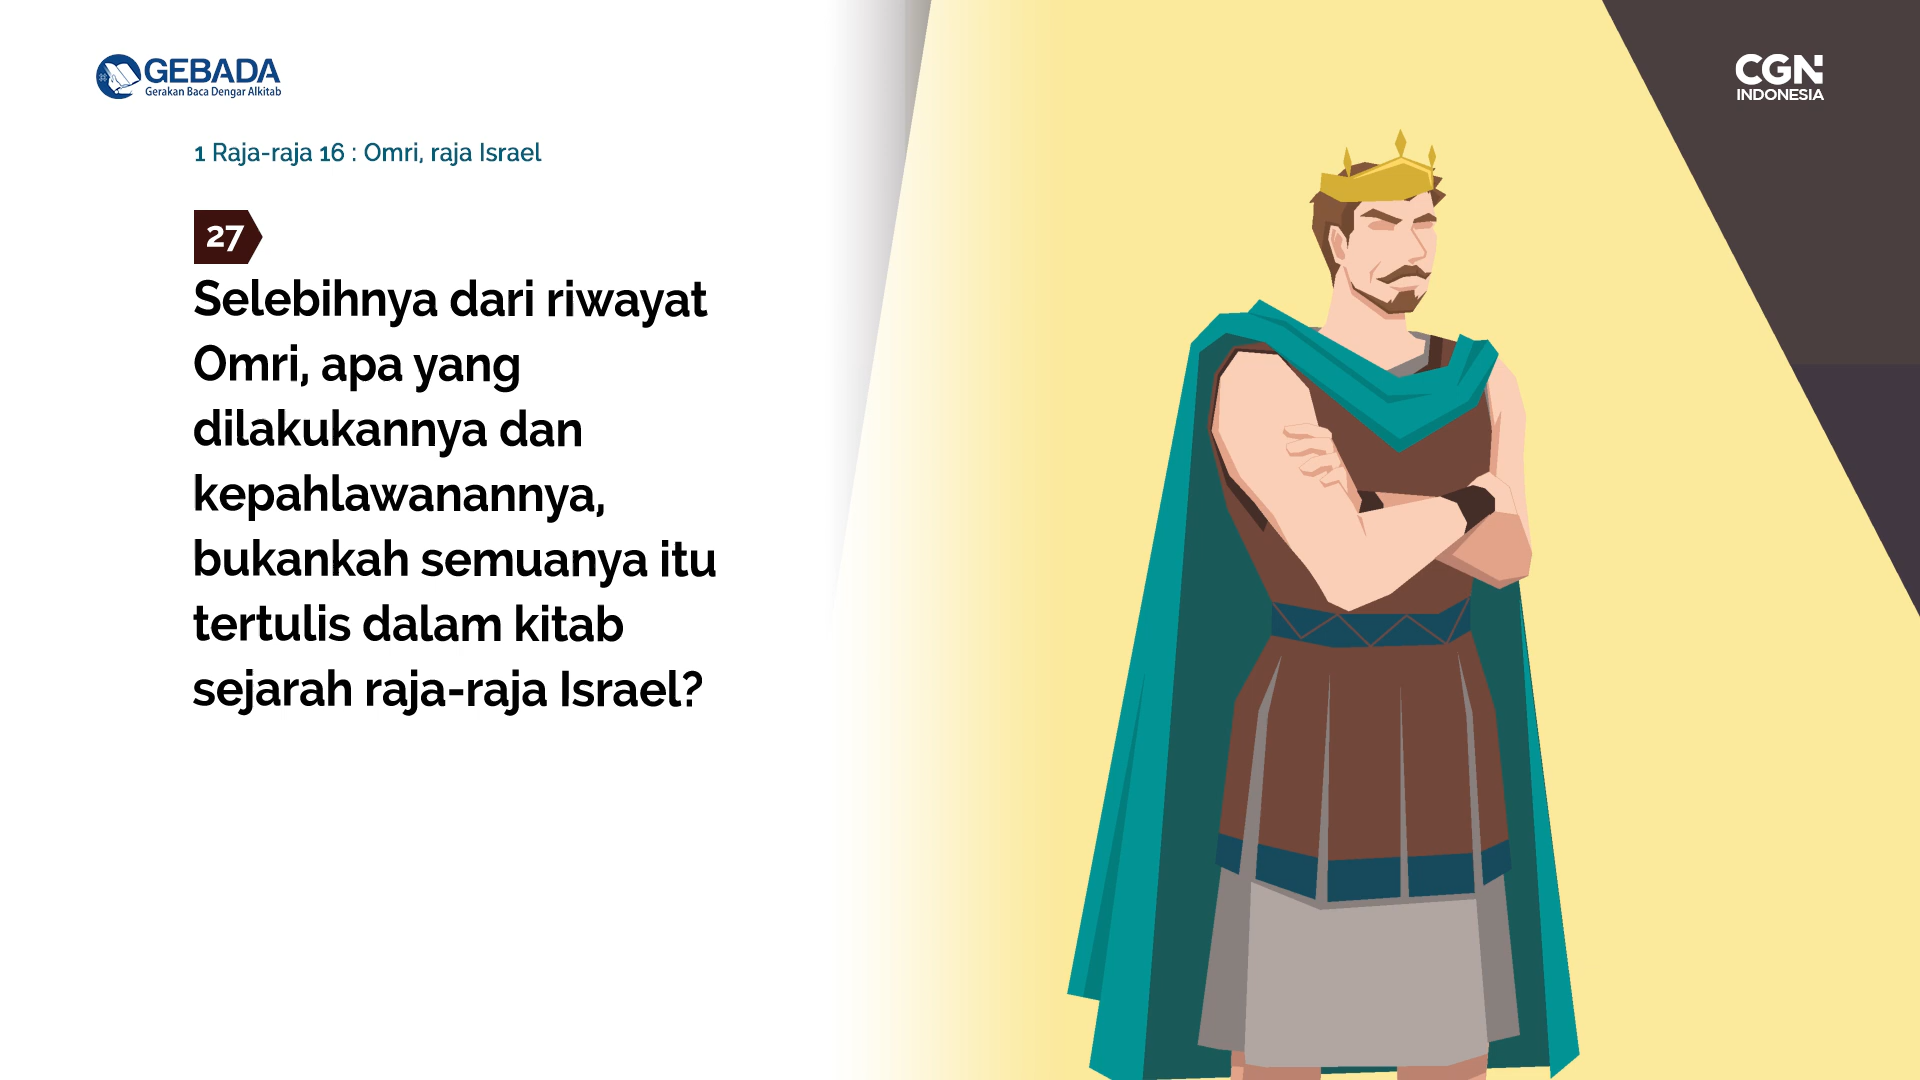 GEBADA
Gerakan Baca Dengar Alkitab
CGN
INDONESIA
1 Raja-raja 16 : Omri, raja Israel
27
Selebihnya dari riwayat
Omri, apa yang
dilakukannya dan
kepahlawanannya,
bukankah semuanya itu
tertulis dalam kitab
sejarah raja-raja Israel?